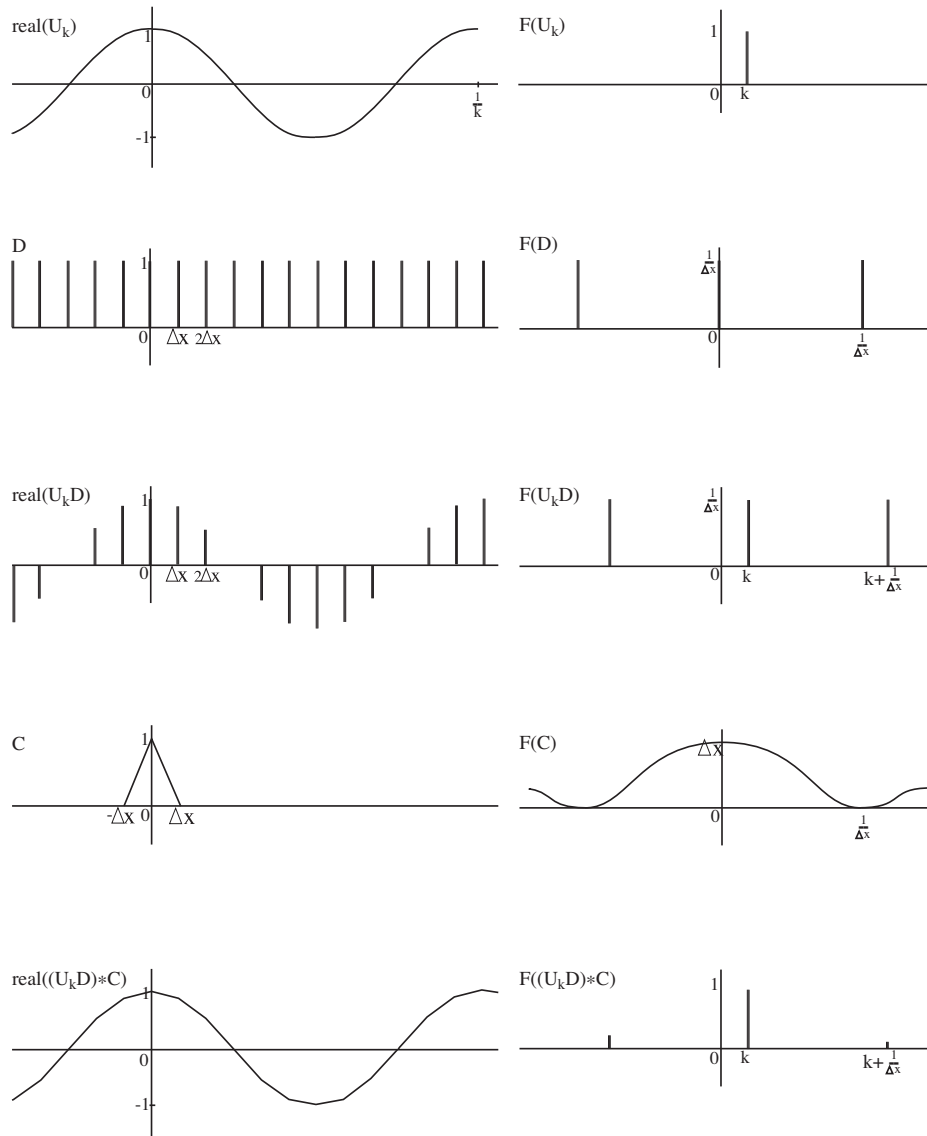 real(U_k)
1
0
1/k
-1
F(U_k)
1
0
k
D
1
0
Δx
2Δx
F(D)
1/Δx
0
1/Δx
real(U_kD)
1
0
Δx
2Δx
F(U_kD)
1/Δx
0
k
k+1/Δx
C
1
-Δx
0
Δx
F(C)
Δx
0
1/Δx
real((U_kD)*C)
1
0
-1
F((U_kD)*C)
1
0
k
k+1/Δx